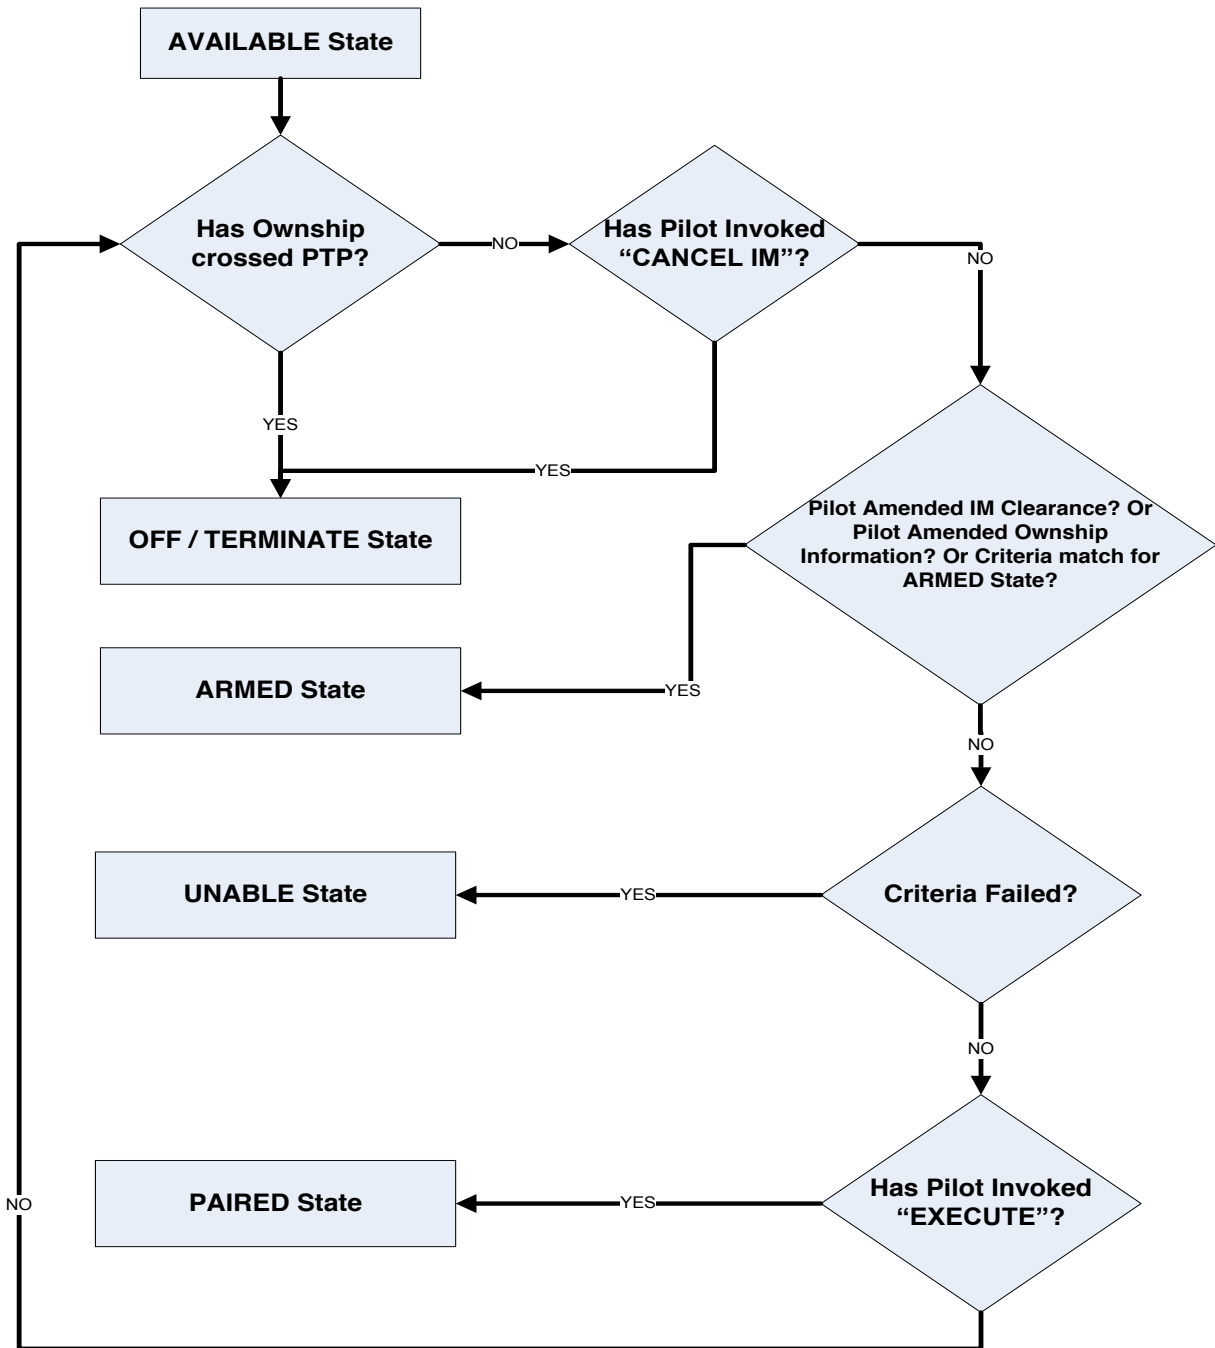 AVAILABLE State
Has Ownship
crossed PTP?
NO
Has Pilot Invoked
“CANCEL IM”?
NO
YES
YES
OFF / TERMINATE State
Pilot Amended IM Clearance? Or
Pilot Amended Ownship
Information? Or Criteria match for
ARMED State?
ARMED State
YES
NO
UNABLE State
YES
Criteria Failed?
NO
PAIRED State
YES
Has Pilot Invoked
“EXECUTE”?
NO